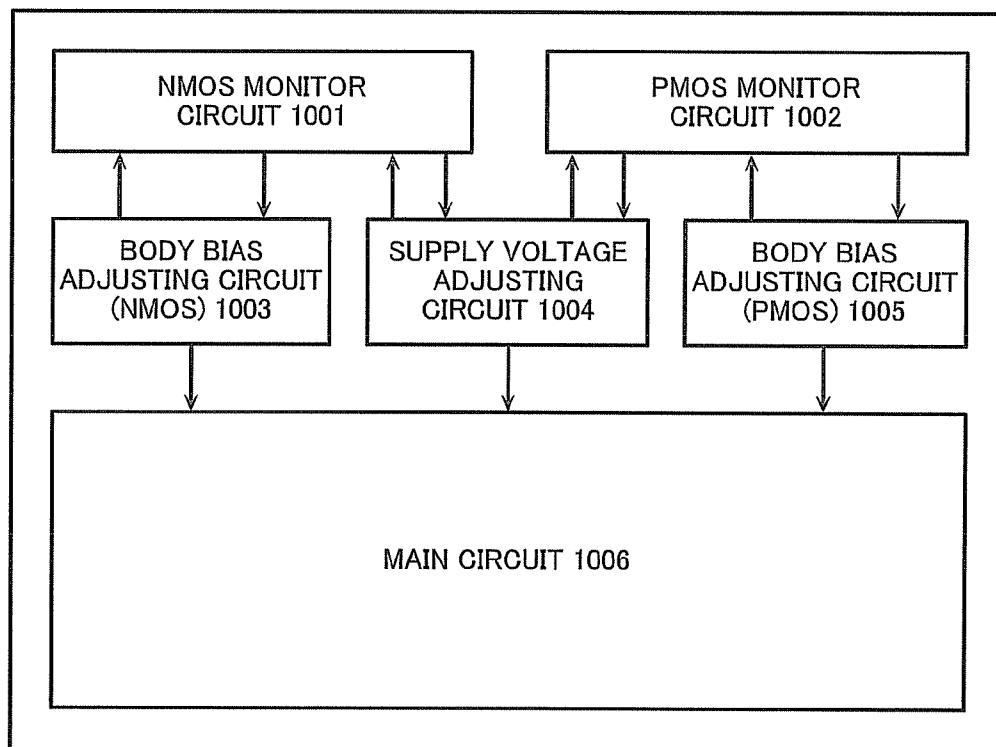 NMOS MONITOR
CIRCUIT 1001
PMOS MONITOR
CIRCUIT 1002
BODY BIAS
ADJUSTING CIRCUIT
(NMOS) 1003
SUPPLY VOLTAGE
ADJUSTING
CIRCUIT 1004
BODY BIAS
ADJUSTING CIRCUIT
(PMOS) 1005
MAIN CIRCUIT 1006